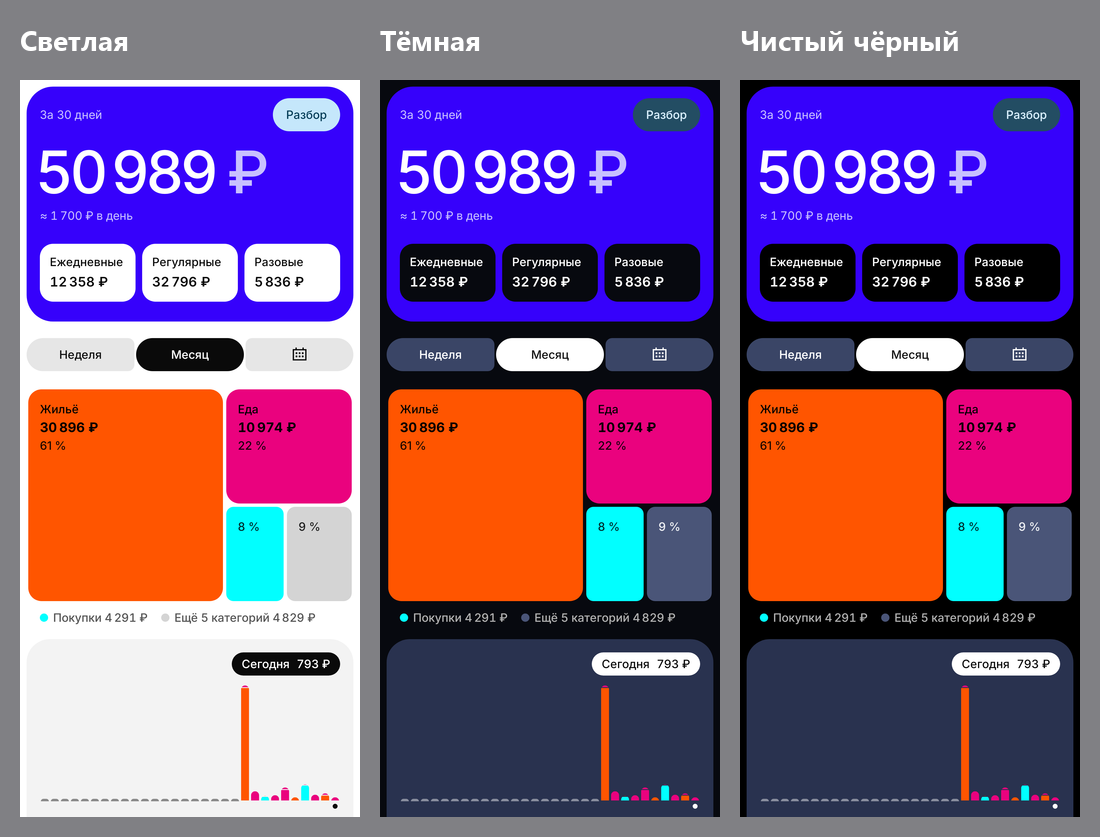 Светлая
За 30 дней
Разбор
50 989 ₽
≈ 1 700 ₽ в день
Ежедневные
12 358 ₽
Регулярные
32 796 ₽
Разовые
5 836 ₽
Неделя
Месяц
Жильё
30 896 ₽
61 %
Еда
10 974 ₽
22 %
8 %
9 %
Покупки 4 291 ₽
Ещё 5 категорий 4 829 ₽
Сегодня 793 ₽
Тёмная
За 30 дней
Разбор
50 989 ₽
≈ 1 700 ₽ в день
Ежедневные
12 358 ₽
Регулярные
32 796 ₽
Разовые
5 836 ₽
Неделя
Месяц
Жильё
30 896 ₽
61 %
Еда
10 974 ₽
22 %
8 %
9 %
Покупки 4 291 ₽
Ещё 5 категорий 4 829 ₽
Сегодня 793 ₽
Чистый чёрный
За 30 дней
Разбор
50 989 ₽
≈ 1 700 ₽ в день
Ежедневные
12 358 ₽
Регулярные
32 796 ₽
Разовые
5 836 ₽
Неделя
Месяц
Жильё
30 896 ₽
61 %
Еда
10 974 ₽
22 %
8 %
9 %
Покупки 4 291 ₽
Ещё 5 категорий 4 829 ₽
Сегодня 793 ₽